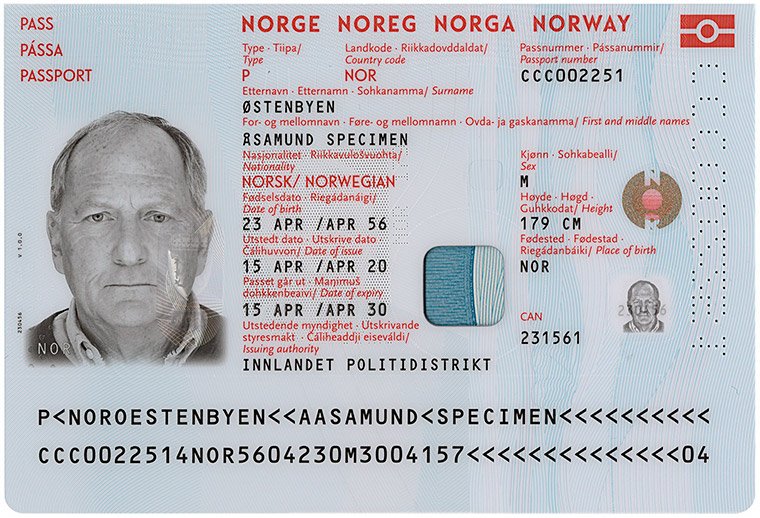 PASS
PÁSSA
PASSPORT
NORGE NOREG NORGA NORWAY
Type · Tiipa/
Type
P
Landkode · Riikkadovddaldat/
Country code
NOR
Passnummer · Pássanummir/
Passport number
CCC002251
Etternavn · Etternamn · Sohkanamma/ Surname
ØSTENBYEN
For- og mellomnavn · Føre- og mellomnamn · Ovda- ja gaskanamma/ First and middle names
ÅSAMUND SPECIMEN
Nasjonalitet · Riikkavulošvuohta/
Nationality
NORSK/ NORWEGIAN
Kjønn · Sohkabealli/
Sex
M
Fødselsdato · Riegádanáigi/
Date of birth
23 APR /APR 56
Høyde · Høgd ·
Guhkkodat/ Height
179 CM
Utstedt dato · Utskrive dato
Čálihuvvon/ Date of issue
15 APR /APR 20
Fødested · Fødestad ·
Riegádanbáiki/ Place of birth
NOR
Passet går ut · Manimuš
dohkkenbeaivi/ Date of expiry
15 APR /APR 30
CAN
231561
Utstedende myndighet · Utskrivande
styresmakt · Čáliheaddji eiseváldi/
Issuing authority
INNLANDET POLITIDISTRIKT
V 1.0.0
230456
NOR
P<NOROESTENBYEN<<AASAMUND<SPECIMEN<<<<<<<<<<
CCC0022514NOR5604230M3004157<<<<<<<<<<<<<<04